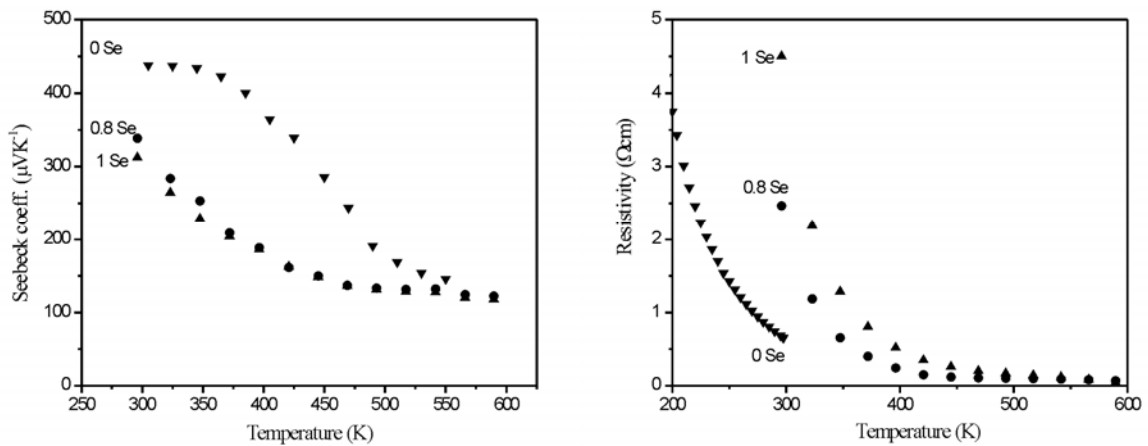 500
400
300
200
100
0
0 Se
0.8 Se
1 Se
Seebeck coeff. (μVK⁻¹)
250 300 350 400 450 500 550 600
Temperature (K)
5
4
3
2
1
0
1 Se
0.8 Se
0 Se
Resistivity (Ωcm)
200 300 400 500 600
Temperature (K)